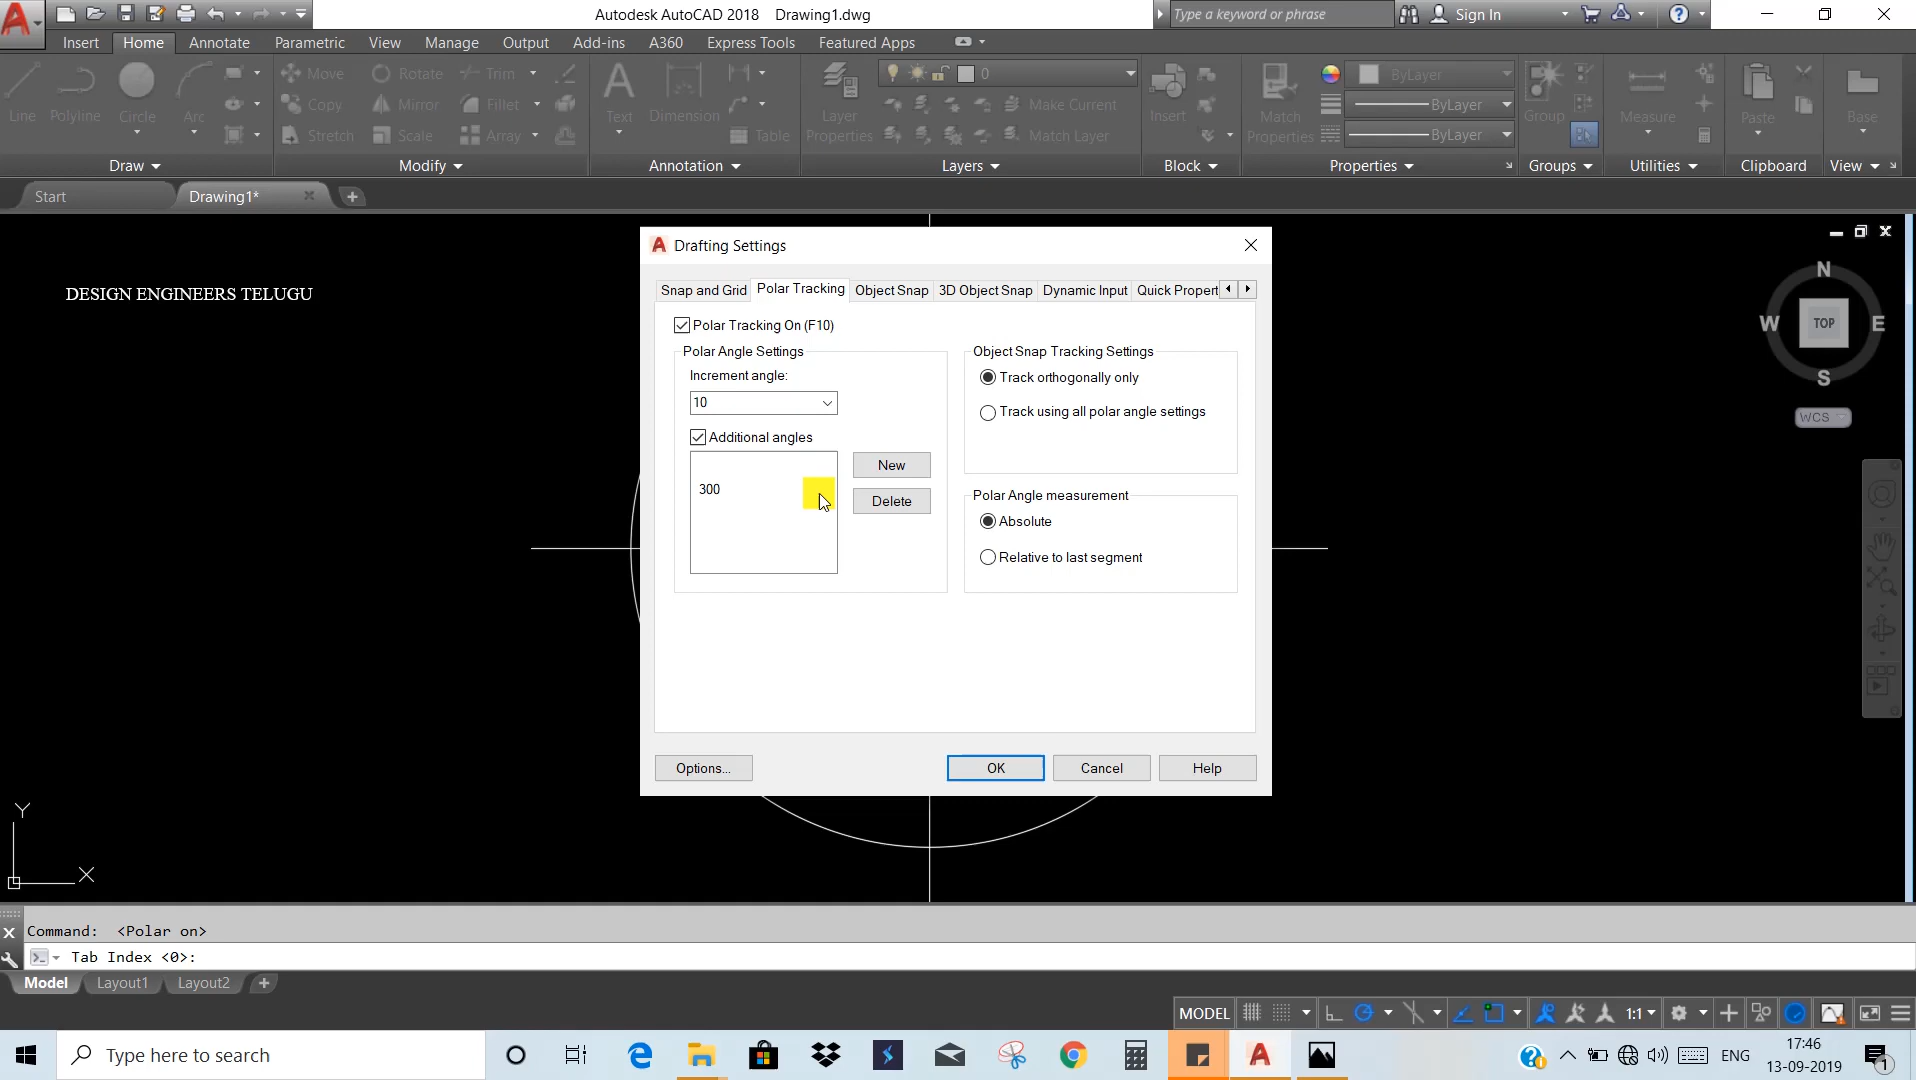 Autodesk AutoCAD 2018 Drawing1.dwg
Type a keyword or phrase
Sign In
Insert Home Annotate Parametric View Manage Output Add-ins A360 Express Tools Featured Apps
Line Polyline Circle Arc
Move Rotate Trim
Copy Mirror Fillet
Stretch Scale Array
Text Dimension Table
Layer Properties
0
Make Current
Match Layer
Insert
Match Properties
ByLayer
ByLayer
ByLayer
Group
Measure
Paste
Base
Draw Modify Annotation Layers Block Properties Groups Utilities Clipboard View
Start Drawing1*
DESIGN ENGINEERS TELUGU
Drafting Settings
Snap and Grid Polar Tracking Object Snap 3D Object Snap Dynamic Input Quick Propert
Polar Tracking On (F10)
Polar Angle Settings
Increment angle:
10
Additional angles
300
New
Delete
Object Snap Tracking Settings
Track orthogonally only
Track using all polar angle settings
Polar Angle measurement
Absolute
Relative to last segment
Options... OK Cancel Help
N
W TOP E
S
WCS
Y
X
Command: <Polar on>
Tab Index <0>:
Model Layout1 Layout2
MODEL 1:1
Type here to search
ENG
17:46
13-09-2019
1